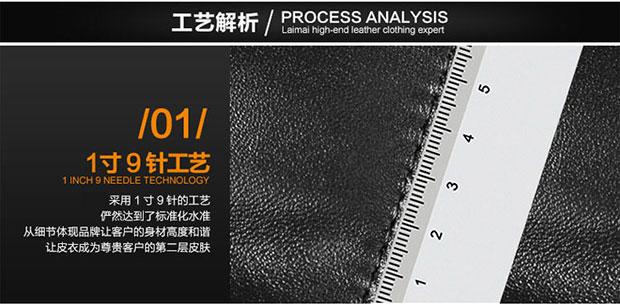 工艺解析 / PROCESS ANALYSIS
Laimai high-end leather clothing expert
/01/
1寸9针工艺
1 INCH 9 NEEDLE TECHNOLOGY
采用1寸9针的工艺
俨然达到了标准化水准
从细节体现品牌让客户的身材高度和谐
让皮衣成为尊贵客户的第二层皮肤
5
4
3
2
1